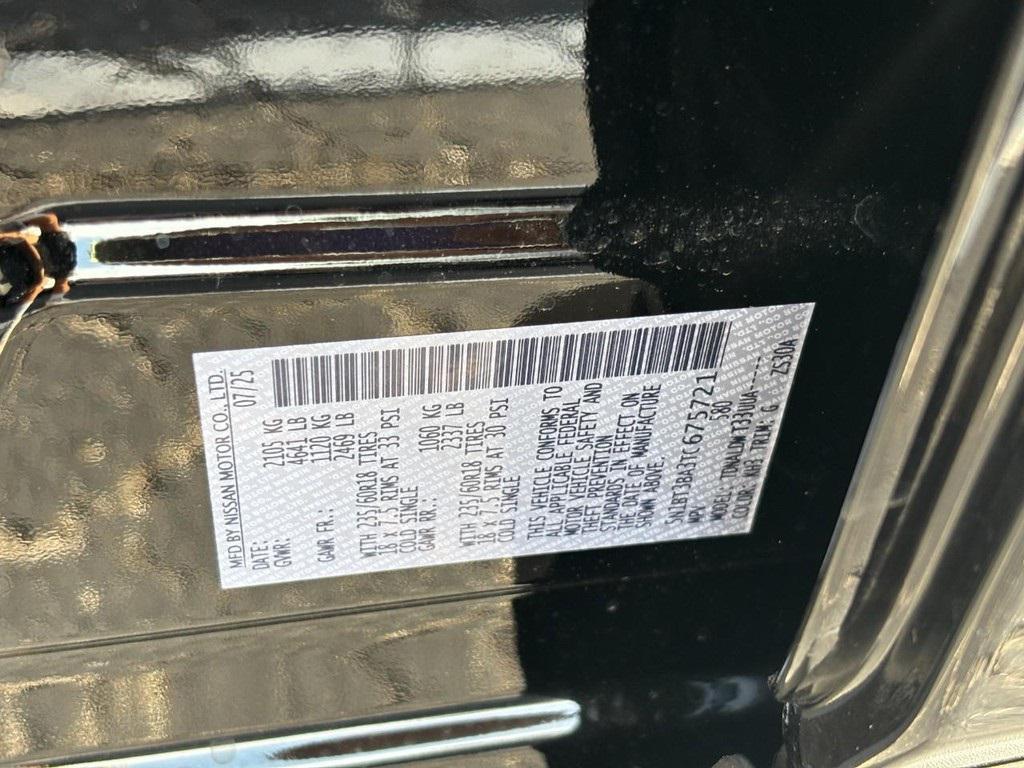 MFD BY NISSAN MOTOR CO., LTD.
DATE: 07/25
GWR: 2105 KG
4641 LB
GAWR FR.: 1120 KG
2469 LB
WITH 235/60R18 TIRES
18 X 7.5 RIMS AT 33 PSI
COLD SINGLE
GAWR RR.: 1060 KG
2337 LB
WITH 235/60R18 TIRES
18 X 7.5 RIMS AT 30 PSI
COLD SINGLE
THIS VEHICLE CONFORMS TO
ALL APPLICABLE FEDERAL
MOTOR VEHICLE SAFETY AND
THEFT PREVENTION
STANDARDS IN EFFECT ON
THE DATE OF MANUFACTURE
SHOWN ABOVE.
5N1BT3BA3TC675721
MPV S80
MODEL:
COLOR: KH3 TRIM: G ZS30A